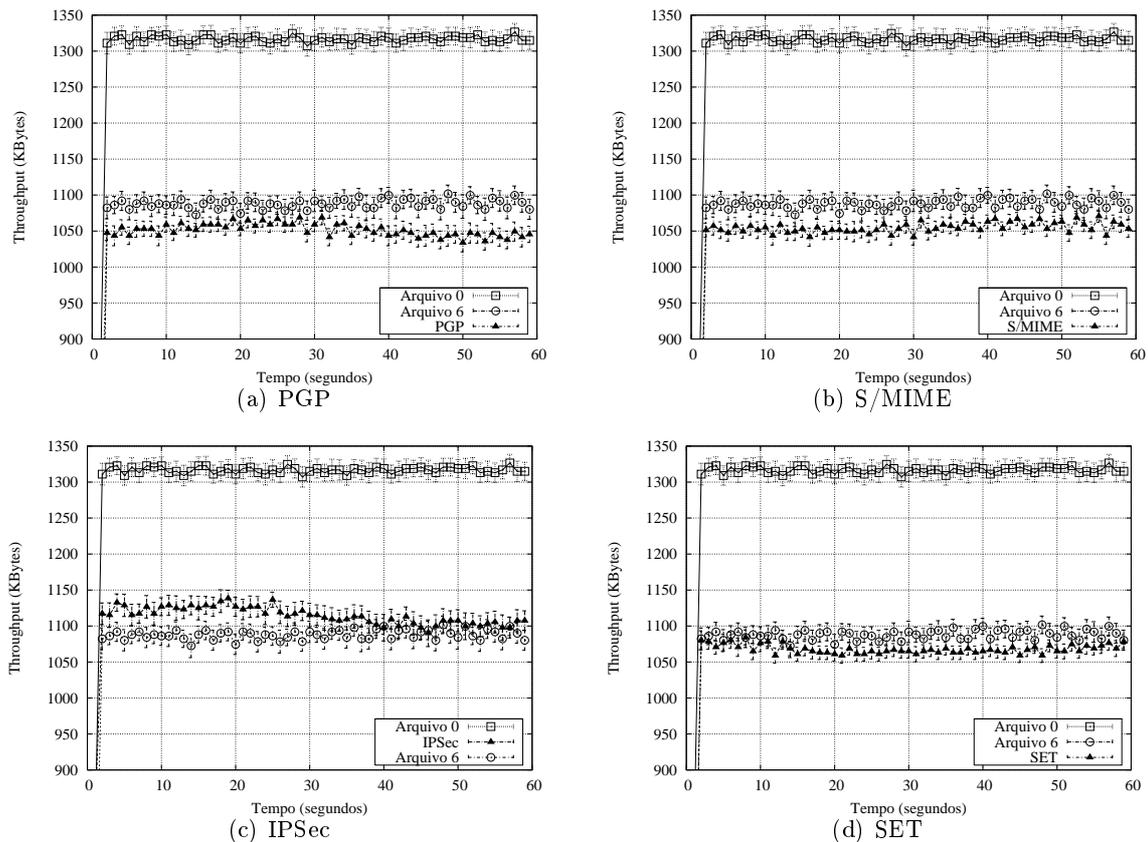 1350
1300
1250
1200
1150
1100
1050
1000
950
900
Throughput (KBytes)
0 10 20 30 40 50 60
Tempo (segundos)
Arquivo 0
Arquivo 6
PGP
(a) PGP
1350
1300
1250
1200
1150
1100
1050
1000
950
900
Throughput (KBytes)
0 10 20 30 40 50 60
Tempo (segundos)
Arquivo 0
Arquivo 6
S/MIME
(b) S/MIME
1350
1300
1250
1200
1150
1100
1050
1000
950
900
Throughput (KBytes)
0 10 20 30 40 50 60
Tempo (segundos)
Arquivo 0
IPSec
Arquivo 6
(c) IPSec
1350
1300
1250
1200
1150
1100
1050
1000
950
900
Throughput (KBytes)
0 10 20 30 40 50 60
Tempo (segundos)
Arquivo 0
Arquivo 6
SET
(d) SET